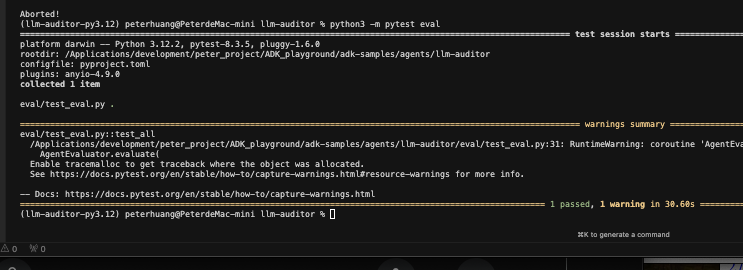 Aborted!
(llm-auditor-py3.12) peterhuang@PeterdeMac-mini llm-auditor % python3 -m pytest eval
test session starts
platform darwin -- Python 3.12.2, pytest-8.3.5, pluggy-1.6.0
rootdir: /Applications/development/peter_project/ADK_playground/adk-samples/agents/llm-auditor
configfile: pyproject.toml
plugins: anyio-4.9.0
collected 1 item
eval/test_eval.py .
warnings summary
eval/test_eval.py::test_all
/Applications/development/peter_project/ADK_playground/adk-samples/agents/llm-auditor/eval/test_eval.py:31: RuntimeWarning: coroutine 'AgentEva
AgentEvaluator.evaluate(
Enable tracemalloc to get traceback where the object was allocated.
See https://docs.pytest.org/en/stable/how-to/capture-warnings.html#resource-warnings for more info.
-- Docs: https://docs.pytest.org/en/stable/how-to/capture-warnings.html
1 passed, 1 warning in 30.60s
(llm-auditor-py3.12) peterhuang@PeterdeMac-mini llm-auditor %
⌘K to generate a command
0 0